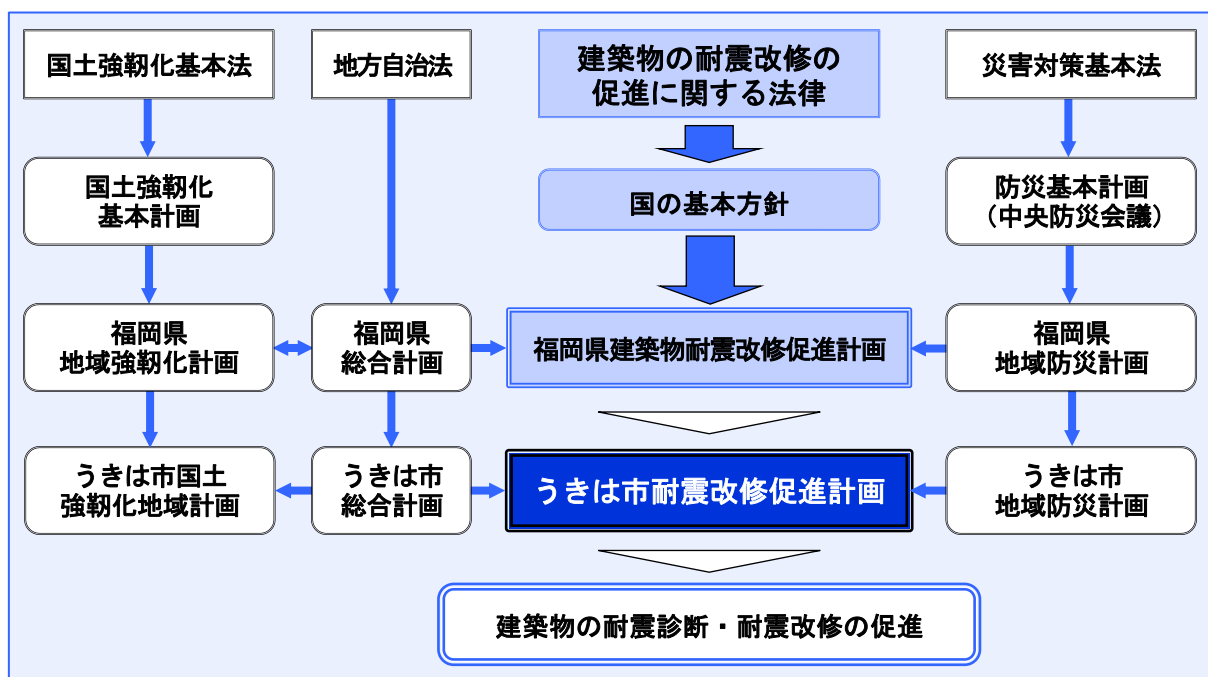 国土強靭化基本法
地方自治法
建築物の耐震改修の
促進に関する法律
災害対策基本法
国土強靭化
基本計画
国の基本方針
防災基本計画
（中央防災会議）
福岡県
地域強靭化計画
福岡県
総合計画
福岡県建築物耐震改修促進計画
福岡県
地域防災計画
うきは市国土
強靭化地域計画
うきは市
総合計画
うきは市耐震改修促進計画
うきは市
地域防災計画
建築物の耐震診断・耐震改修の促進